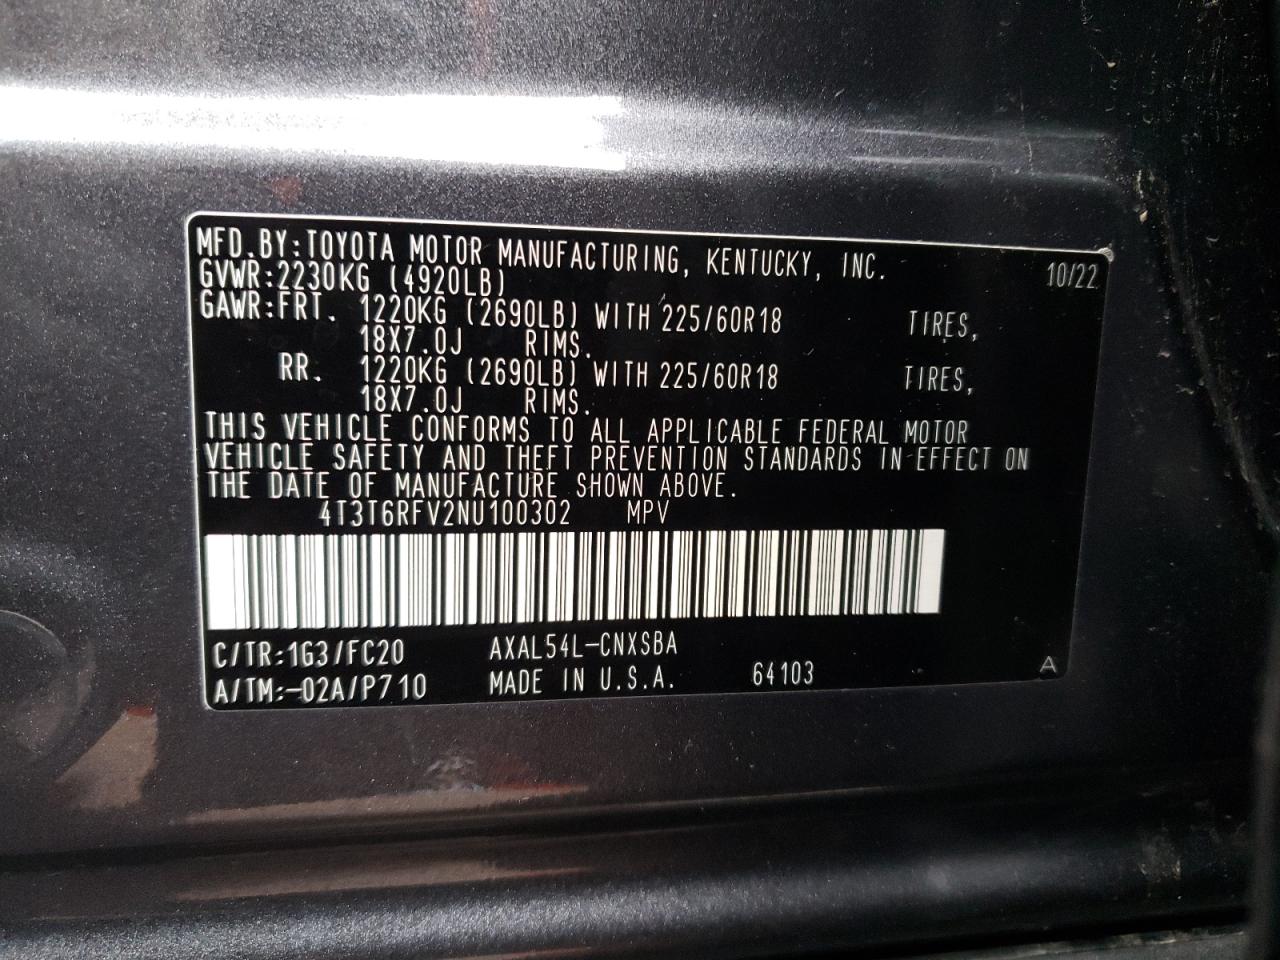 MFD.BY:TOYOTA MOTOR MANUFACTURING, KENTUCKY, INC. 10/22
GVWR:2230KG (4920LB)
GAWR:FRT. 1220KG (2690LB) WITH 225/60R18 TIRES,
18X7.0J RIMS.
RR. 1220KG (2690LB) WITH 225/60R18 TIRES,
18X7.0J RIMS.
THIS VEHICLE CONFORMS TO ALL APPLICABLE FEDERAL MOTOR
VEHICLE SAFETY AND THEFT PREVENTION STANDARDS IN EFFECT ON
THE DATE OF MANUFACTURE SHOWN ABOVE.
4T3T6RFV2NU100302 MPV
C/TR:1G3/FC20 AXAL54L-CNXSBA
A/TM:-02A/P710 MADE IN U.S.A. 64103 A